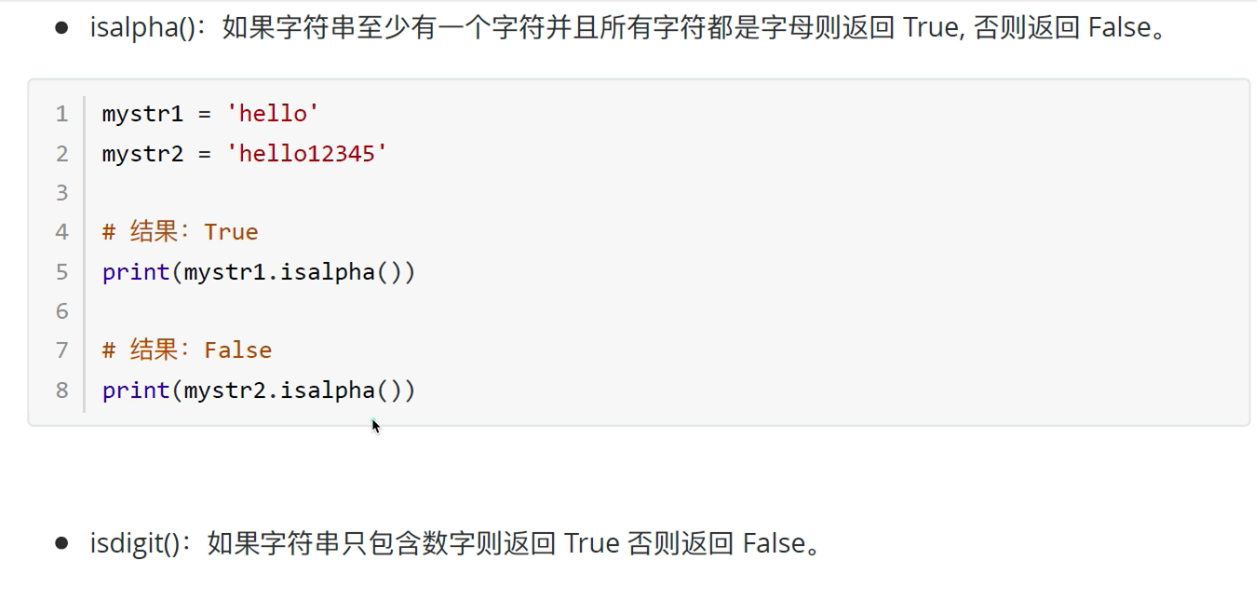 isalpha()：如果字符串至少有一个字符并且所有字符都是字母则返回 True, 否则返回 False。
1 mystr1 = 'hello'
2 mystr2 = 'hello12345'
3
4 # 结果：True
5 print(mystr1.isalpha())
6
7 # 结果：False
8 print(mystr2.isalpha())
isdigit()：如果字符串只包含数字则返回 True 否则返回 False。